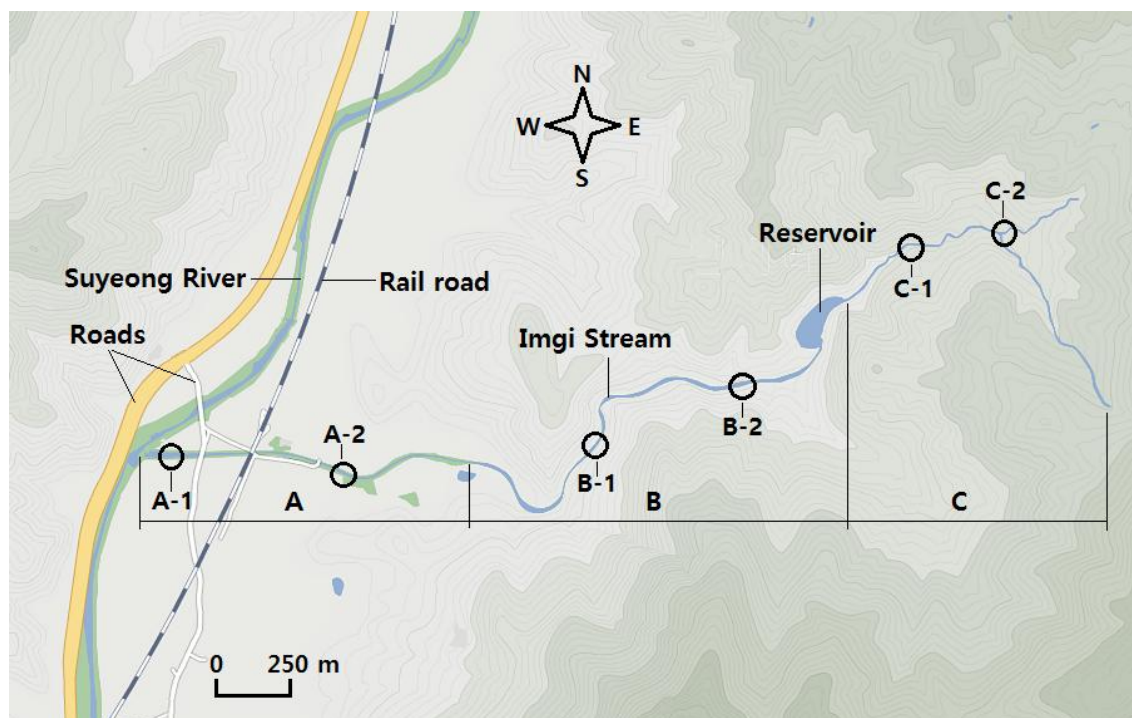 N
W E
S
C-2
Reservoir
Suyeong River
Rail road
C-1
Roads
Imgi Stream
A-2
B-2
B-1
A-1
A
B
C
0 250 m